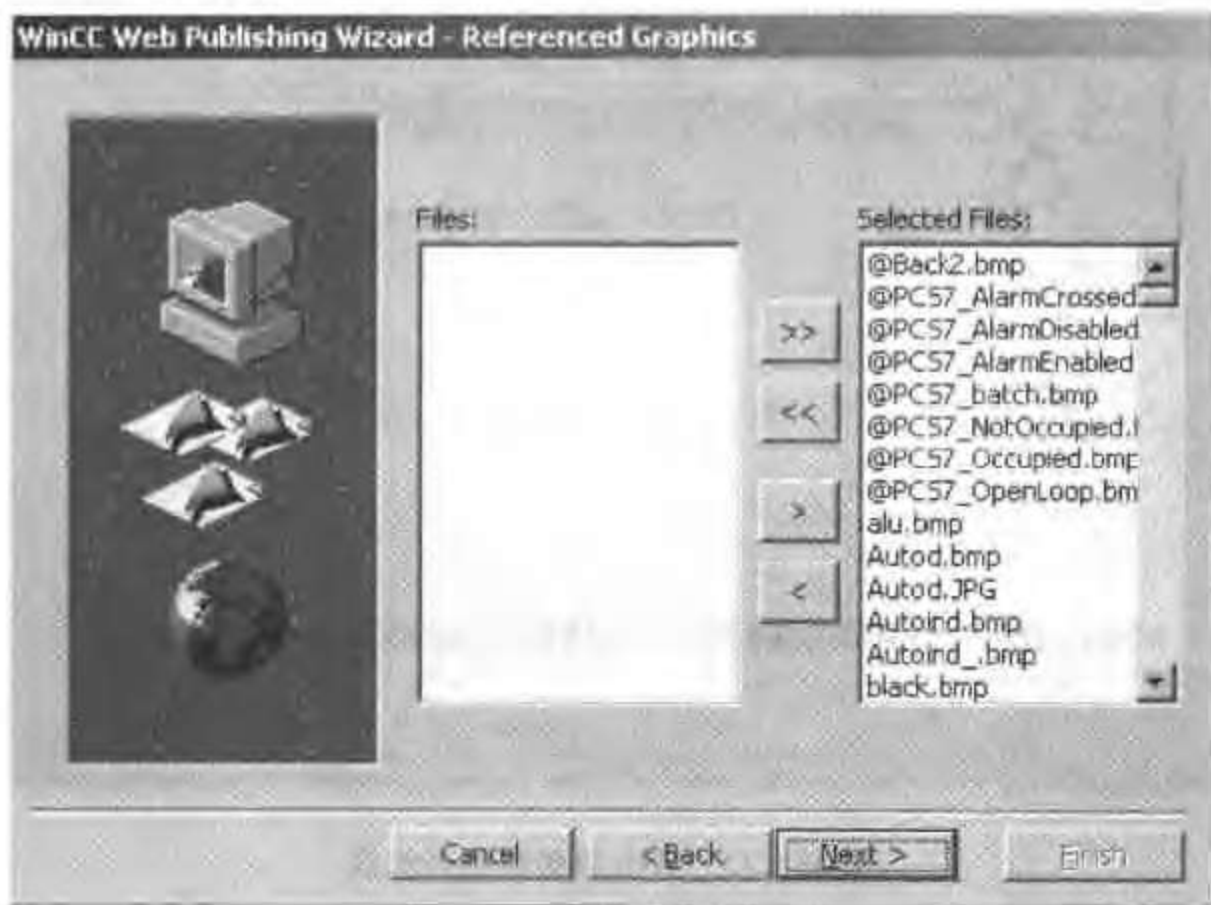 WinCC Web Publishing Wizard - Referenced Graphics
Files:
Selected Files:
@Back2.bmp
@PCS7_AlarmCrossed
@PCS7_AlarmDisabled
@PCS7_AlarmEnabled
@PCS7_batch.bmp
@PCS7_NotOccupied.
@PCS7_Occupied.bmp
@PCS7_OpenLoop.bm
alu.bmp
Autod.bmp
Autod.JPG
Autoind.bmp
Autoind_.bmp
black.bmp
>>
<<
>
<
Cancel
< Back
Next >
Finish